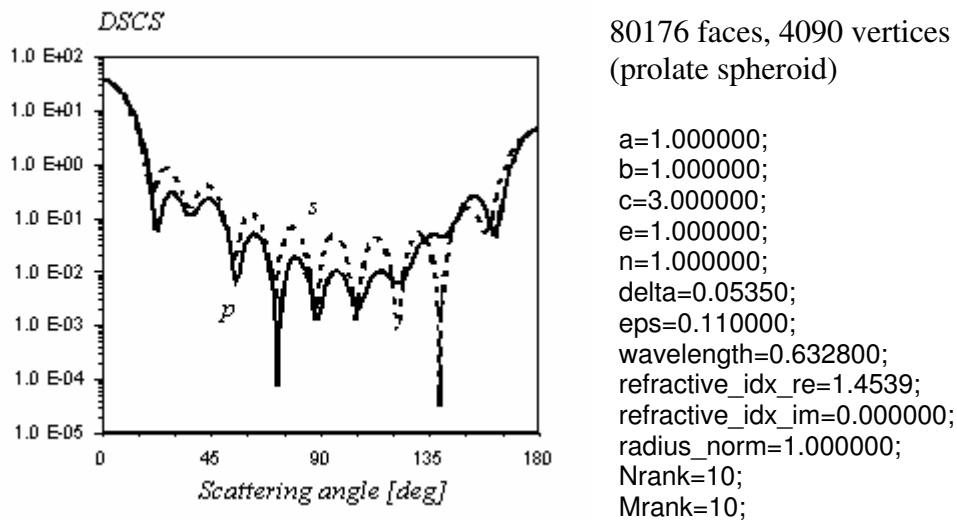 DSCS
1.0 E+02
1.0 E+01
1.0 E+00
1.0 E-01
1.0 E-02
1.0 E-03
1.0 E-04
1.0 E-05
s
p
0 45 90 135 180
Scattering angle [deg]
80176 faces, 4090 vertices
(prolate spheroid)
a=1.000000;
b=1.000000;
c=3.000000;
e=1.000000;
n=1.000000;
delta=0.05350;
eps=0.110000;
wavelength=0.632800;
refractive_idx_re=1.4539;
refractive_idx_im=0.000000;
radius_norm=1.000000;
Nrank=10;
Mrank=10;